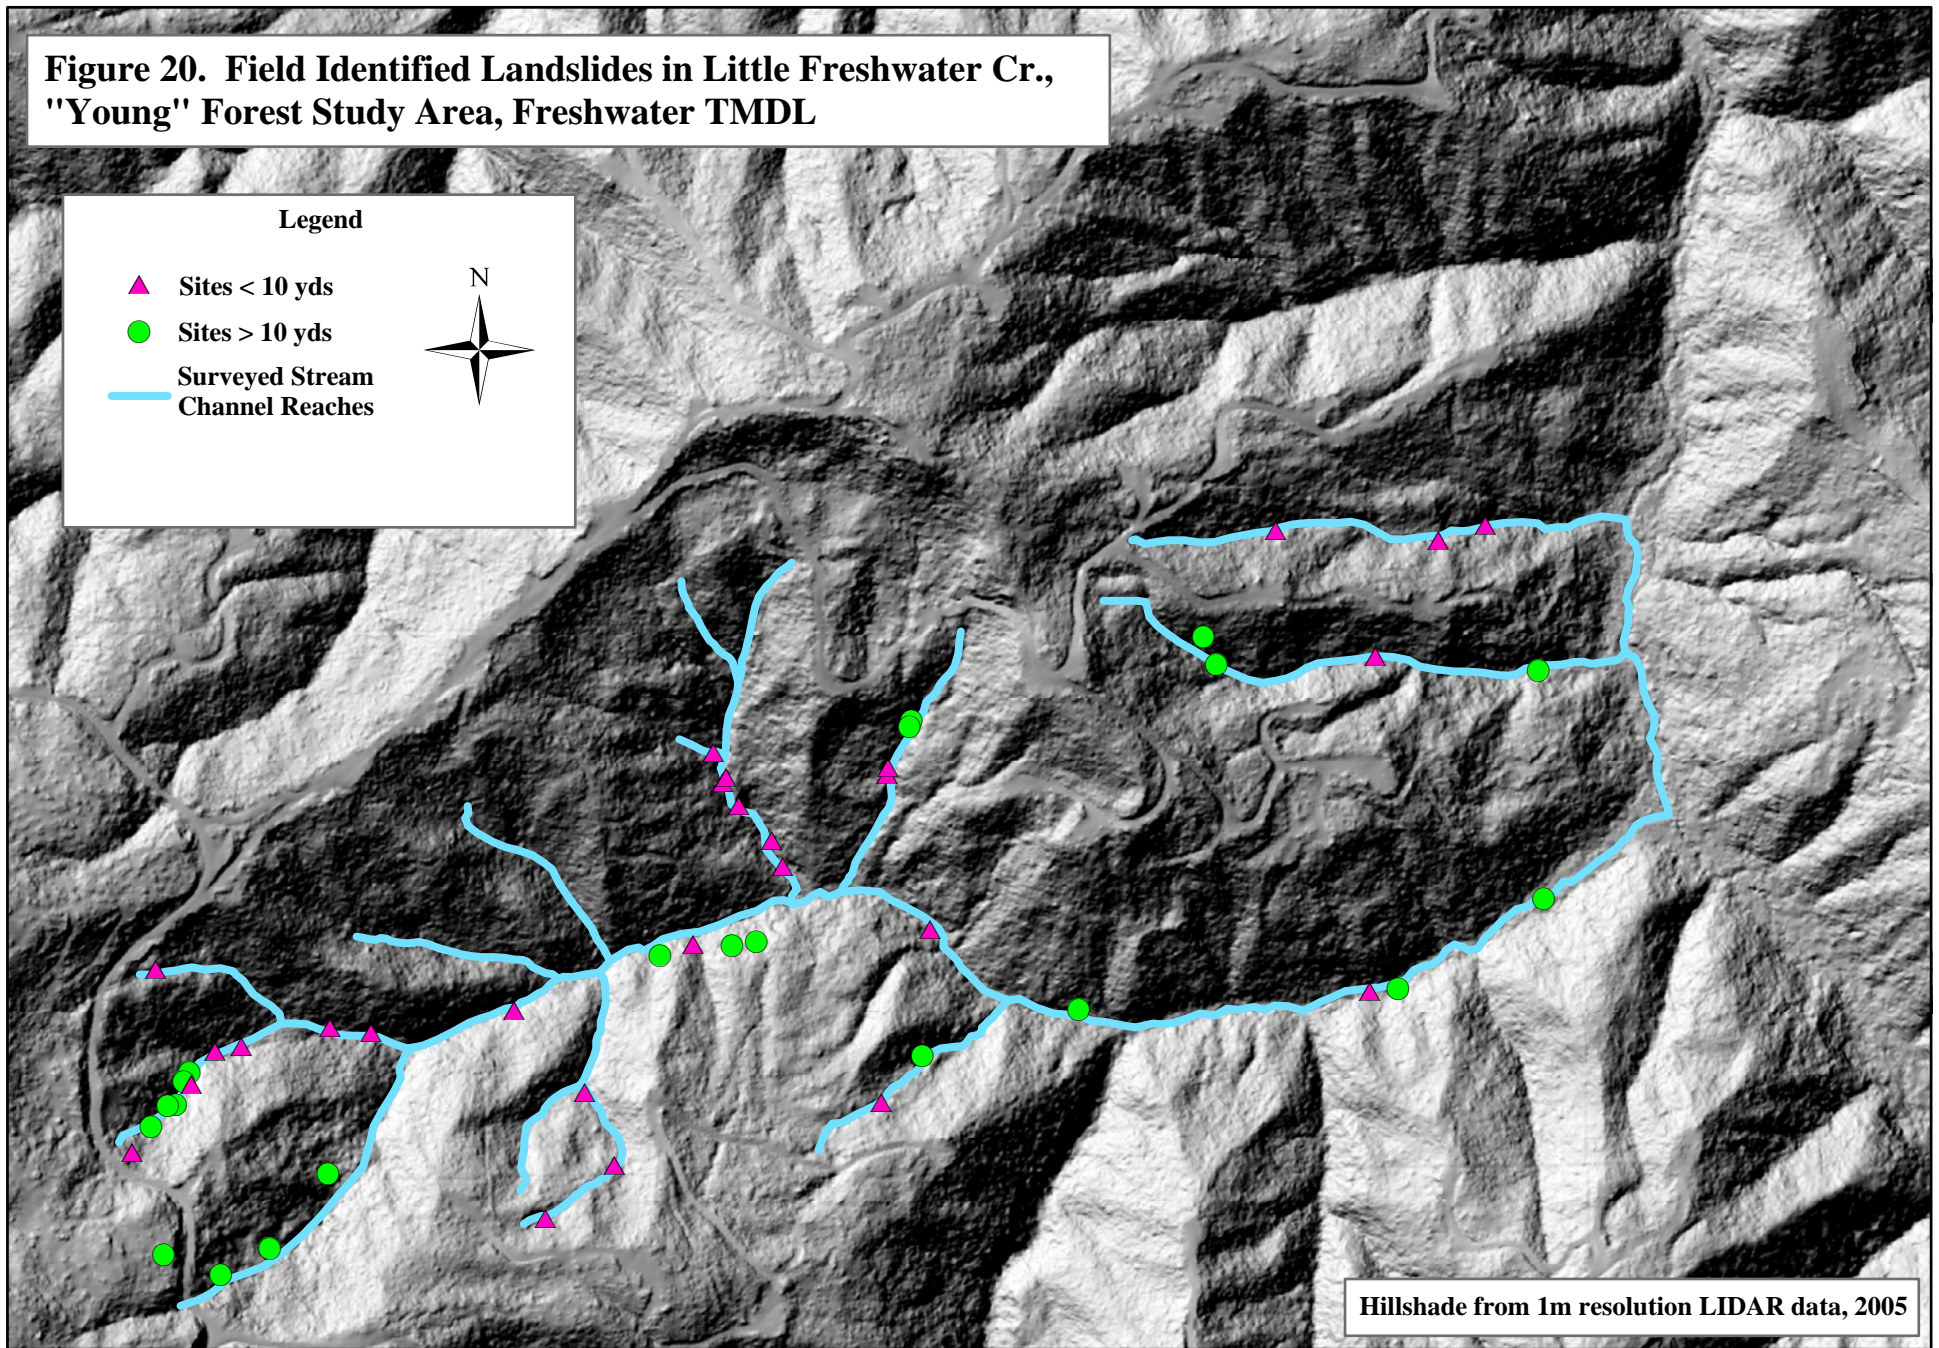 Figure 20.  Field Identified Landslides in Little Freshwater Cr.,
"Young" Forest Study Area, Freshwater TMDL
Legend
N
Sites < 10 yds
Sites > 10 yds
Surveyed Stream
Channel Reaches
Hillshade from 1m resolution LIDAR data, 2005